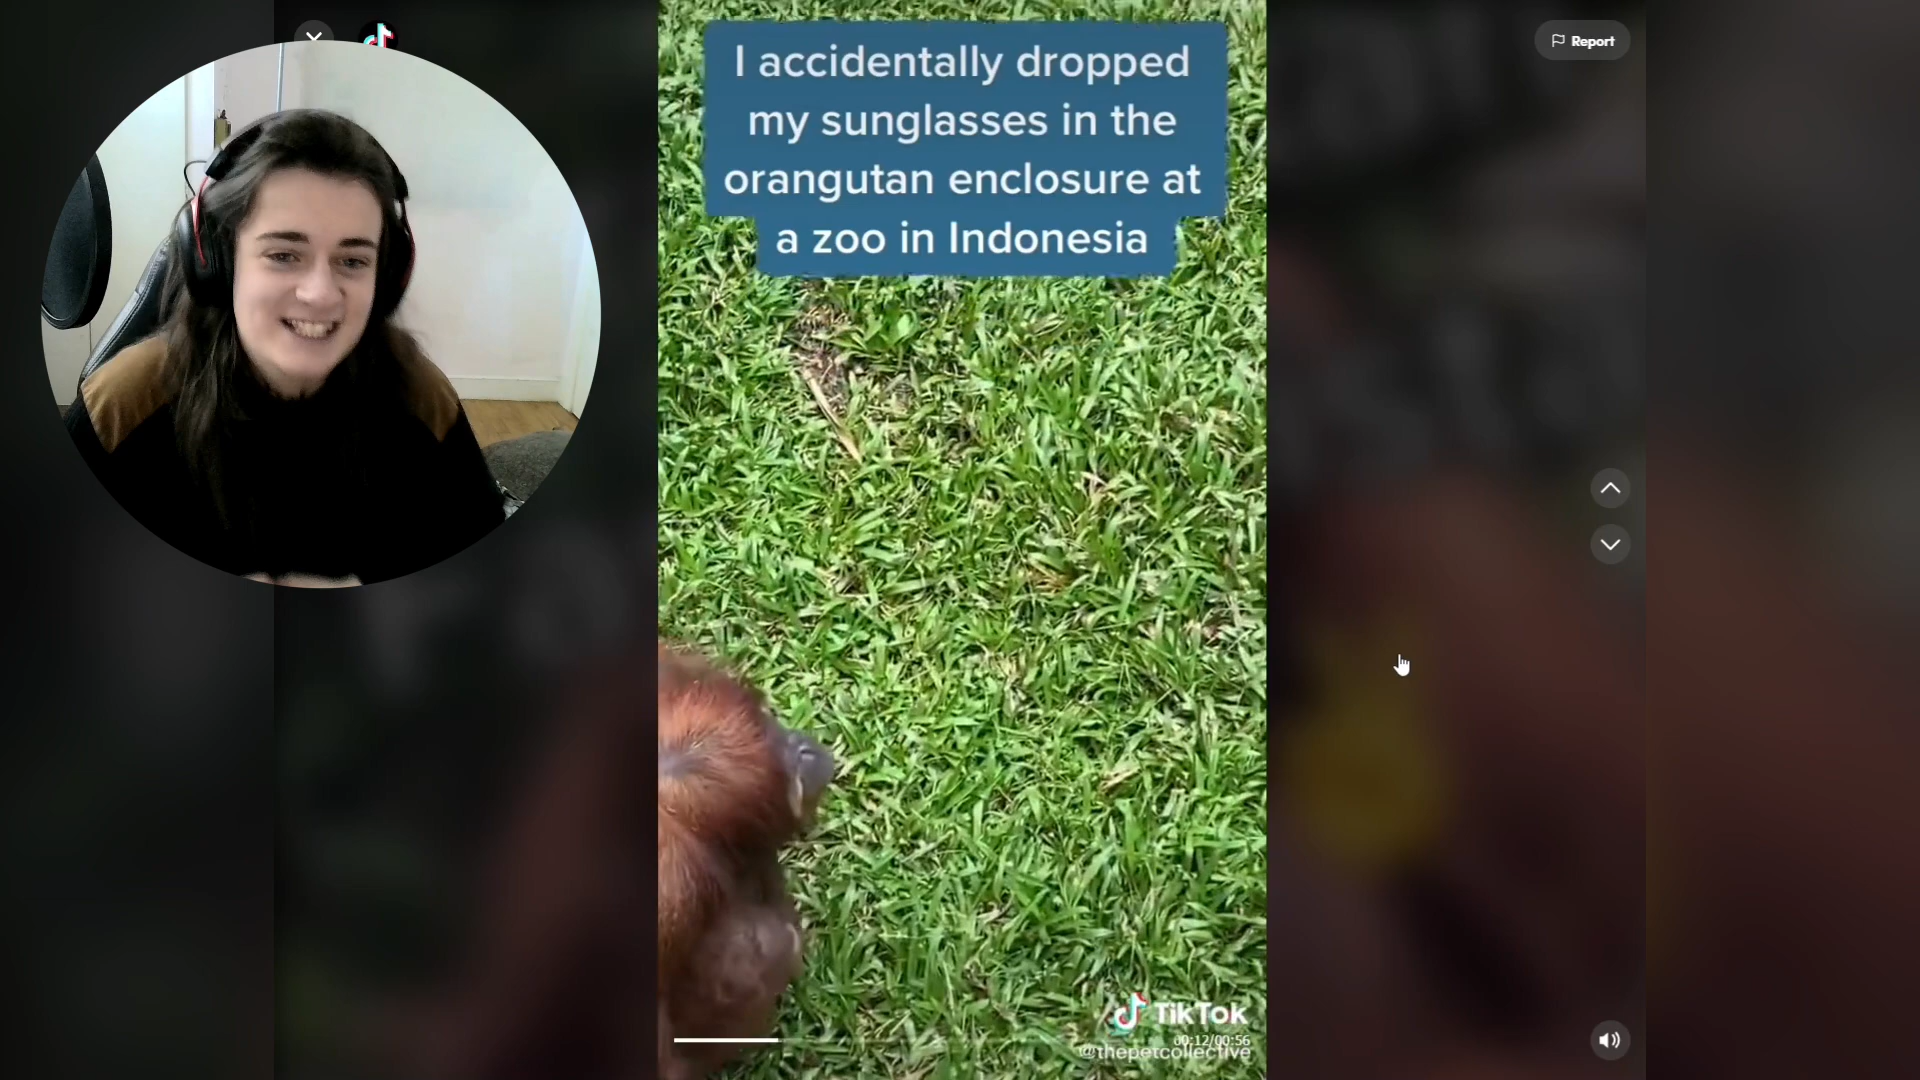 I accidentally dropped
my sunglasses in the
orangutan enclosure at
a zoo in Indonesia
Report
TikTok
00:12/00:56
@thepetcollective